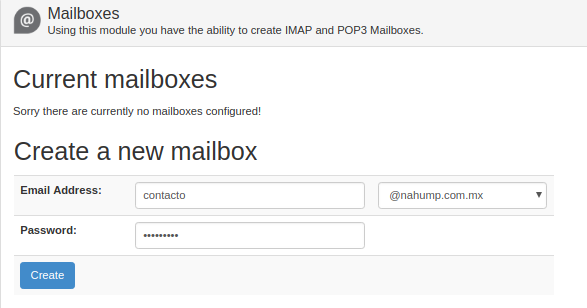 Mailboxes
Using this module you have the ability to create IMAP and POP3 Mailboxes.
Current mailboxes
Sorry there are currently no mailboxes configured!
Create a new mailbox
Email Address: contacto @nahump.com.mx
Password: •••••••••
Create